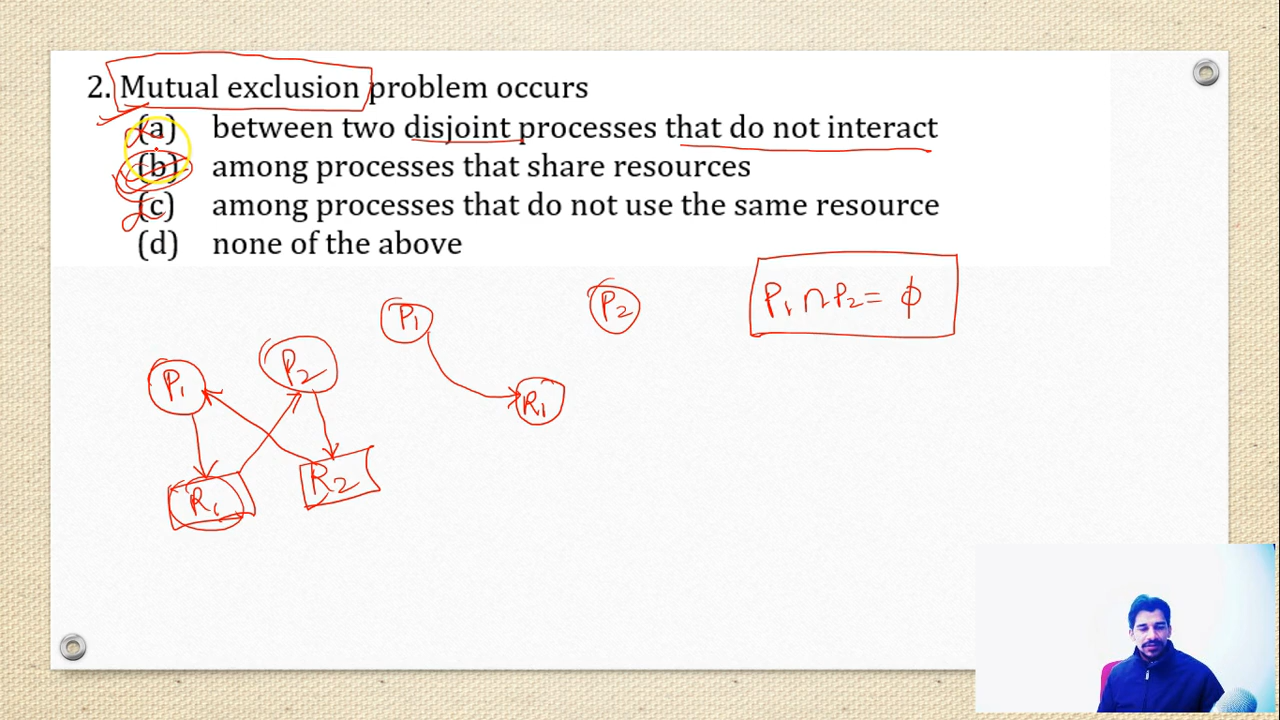 2. Mutual exclusion problem occurs
(a) between two disjoint processes that do not interact
(b) among processes that share resources
(c) among processes that do not use the same resource
(d) none of the above
P₁ ∩ P₂ = ϕ
P₁ P₂
P₁ P₂
R₁
R₁ R₂